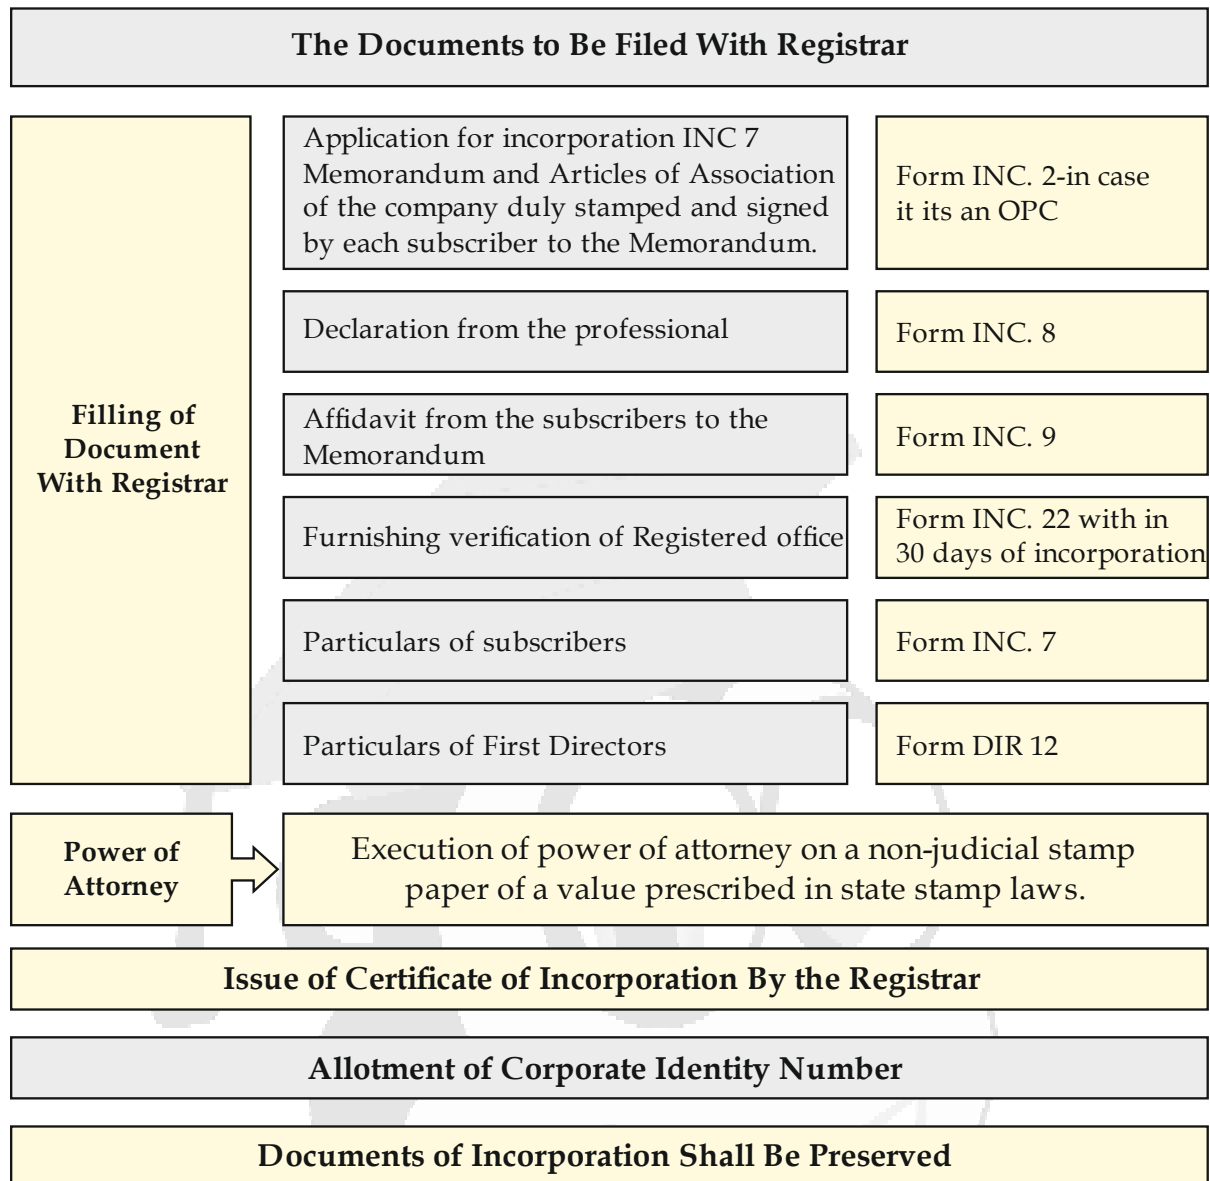 The Documents to Be Filed With Registrar
Filling of
Document
With Registrar
Application for incorporation INC 7
Memorandum and Articles of Association
of the company duly stamped and signed
by each subscriber to the Memorandum.
Form INC. 2-in case
it its an OPC
Declaration from the professional
Form INC. 8
Affidavit from the subscribers to the
Memorandum
Form INC. 9
Furnishing verification of Registered office
Form INC. 22 with in
30 days of incorporation
Particulars of subscribers
Form INC. 7
Particulars of First Directors
Form DIR 12
Power of
Attorney
Execution of power of attorney on a non-judicial stamp
paper of a value prescribed in state stamp laws.
Issue of Certificate of Incorporation By the Registrar
Allotment of Corporate Identity Number
Documents of Incorporation Shall Be Preserved